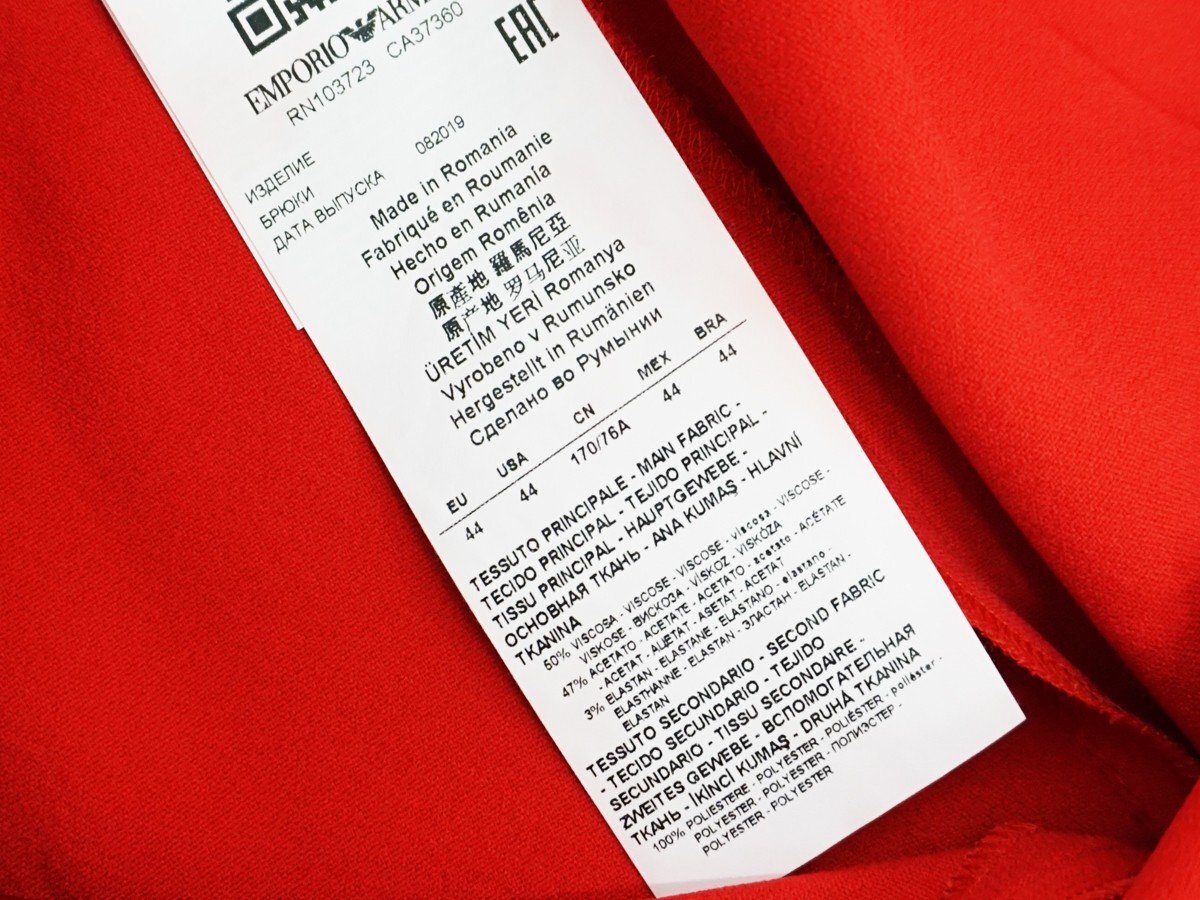 EMPORIO ARM
RN103723 CA37360
EAC
ИЗДЕЛИЕ
БРЮКИ
ДАТА ВЫПУСКА 082019
Made in Romania
Fabriqué en Roumanie
Hecho en Rumanía
Origem Romênia
原產地 羅馬尼亞
原产地 罗马尼亚
ÜRETİM YERİ Romanya
Vyrobeno v Rumunsko
Hergestellt in Rumänien
Сделано во Румынии
EU USA CN MEX BRA
44 44 170/76A 44 44
TESSUTO PRINCIPALE - MAIN FABRIC -
TECIDO PRINCIPAL - TEJIDO PRINCIPAL -
TISSU PRINCIPAL - HAUPTGEWEBE -
ОСНОВНАЯ ТКАНЬ - ANA KUMAŞ - HLAVNÍ
TKANINA
50% VISCOSA - VISCOSE - VISCOSE - viscosa - VISCOSE -
VISKOSE - ВИСКОЗА - VİSKOZ - VISKÓZA
47% ACETATO - ACETATE - ACETATO - acetato - ACÉTATE
- ACETAT - АЦЕТАТ - ASETAT - ACETAT
3% ELASTAN - ELASTANE - ELASTANO - elastano -
ELASTHANNE - ELASTAN - ЭЛАСТАН - ELASTAN -
ELASTAN
TESSUTO SECONDARIO - SECOND FABRIC
- TECIDO SECUNDARIO - TEJIDO
SECUNDARIO - TISSU SECONDAIRE -
ZWEITES GEWEBE - ВСПОМОГАТЕЛЬНАЯ
ТКАНЬ - İKİNCİ KUMAŞ - DRUHÁ TKANINA
100% POLIESTERE - POLYESTER - POLIÉSTER - poliéster -
POLYESTER - POLYESTER - ПОЛИЭСТЕР -
POLYESTER - POLYESTER